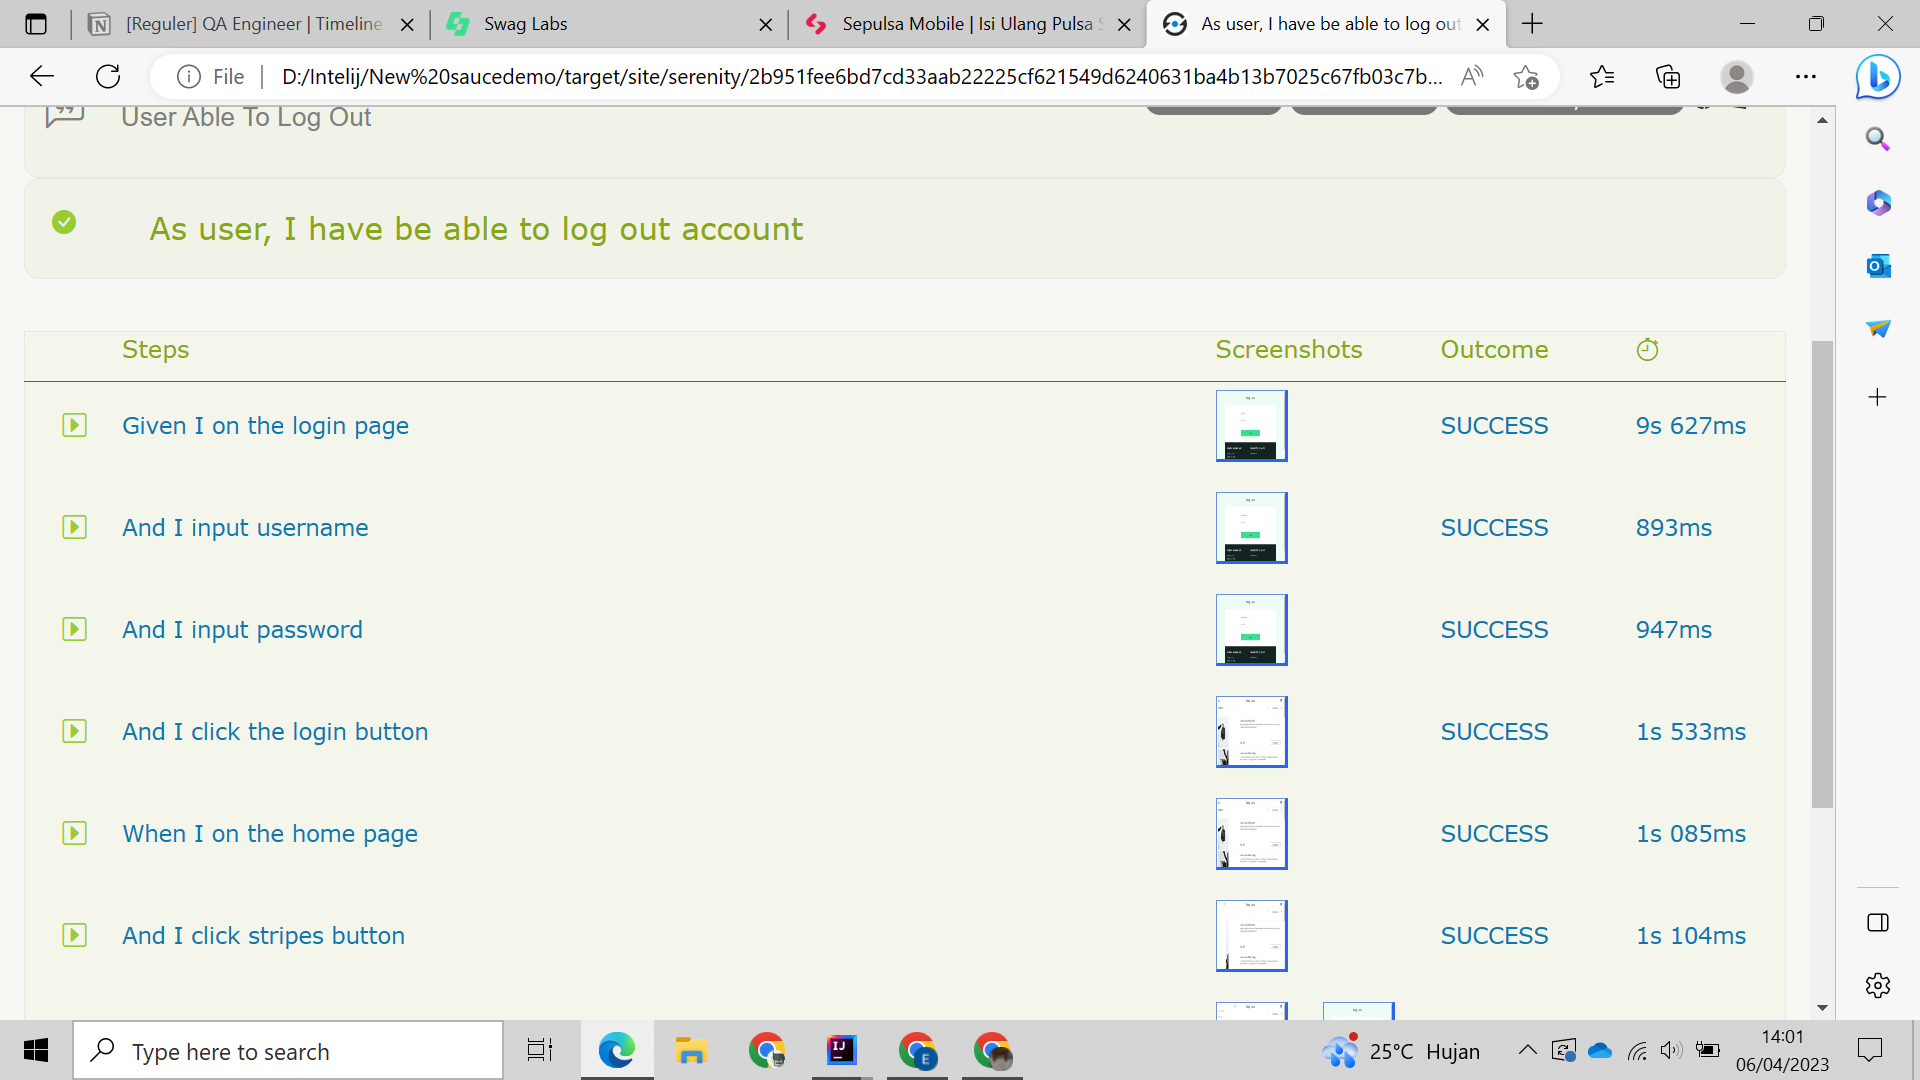 [Reguler] QA Engineer | Timeline
Swag Labs
Sepulsa Mobile | Isi Ulang Pulsa S
As user, I have be able to log out
File
D:/Intelij/New%20saucedemo/target/site/serenity/2b951fee6bd7cd33aab22225cf621549d6240631ba4b13b7025c67fb03c7b...
User Able To Log Out
As user, I have be able to log out account
Steps Screenshots Outcome
Given I on the login page SUCCESS 9s 627ms
And I input username SUCCESS 893ms
And I input password SUCCESS 947ms
And I click the login button SUCCESS 1s 533ms
When I on the home page SUCCESS 1s 085ms
And I click stripes button SUCCESS 1s 104ms
Type here to search
25°C Hujan
14:01
06/04/2023